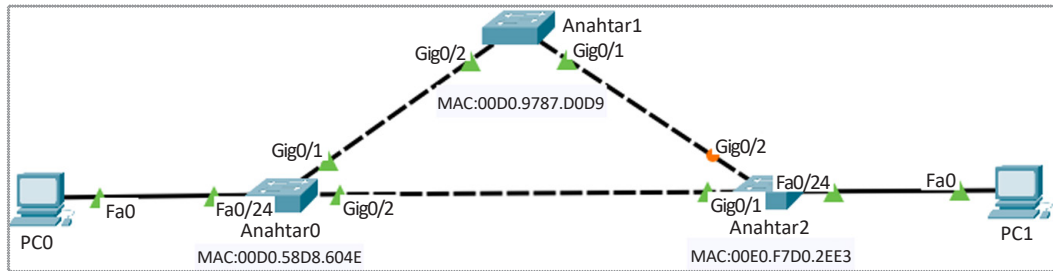 Anahtar1
Gig0/2
Gig0/1
MAC:00D0.9787.D0D9
Gig0/1
Gig0/2
Fa0
Fa0/24
Gig0/2
Gig0/1
Fa0/24
Fa0
PC0
Anahtar0
Anahtar2
PC1
MAC:00D0.58D8.604E
MAC:00E0.F7D0.2EE3